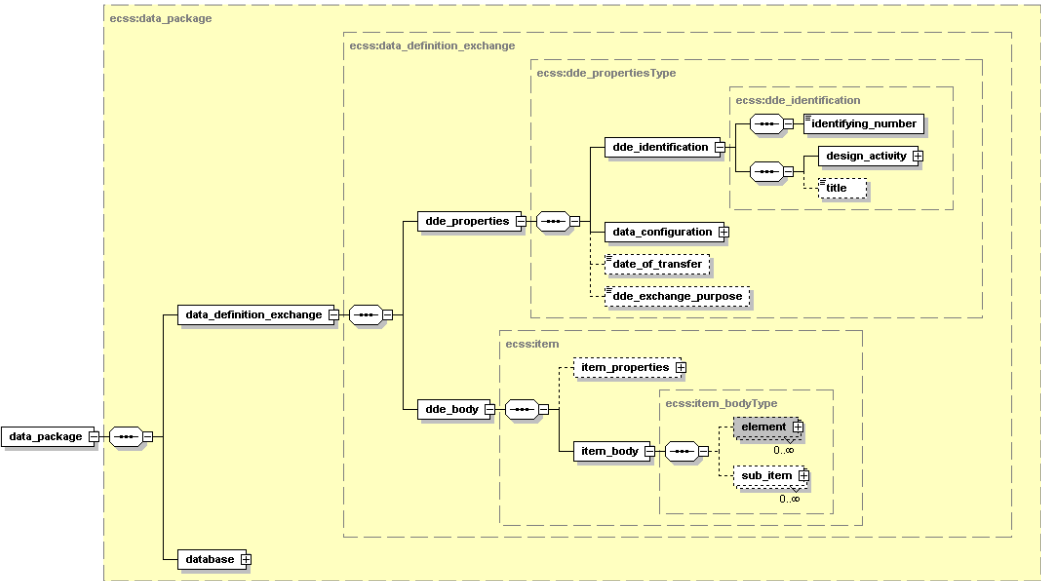 ecss:data_package
ecss:data_definition_exchange
ecss:dde_propertiesType
ecss:dde_identification
identifying_number
dde_identification
design_activity
title
dde_properties
data_configuration
date_of_transfer
dde_exchange_purpose
data_definition_exchange
ecss:item
item_properties
ecss:item_bodyType
dde_body
element
0..∞
data_package
item_body
sub_item
0..∞
database